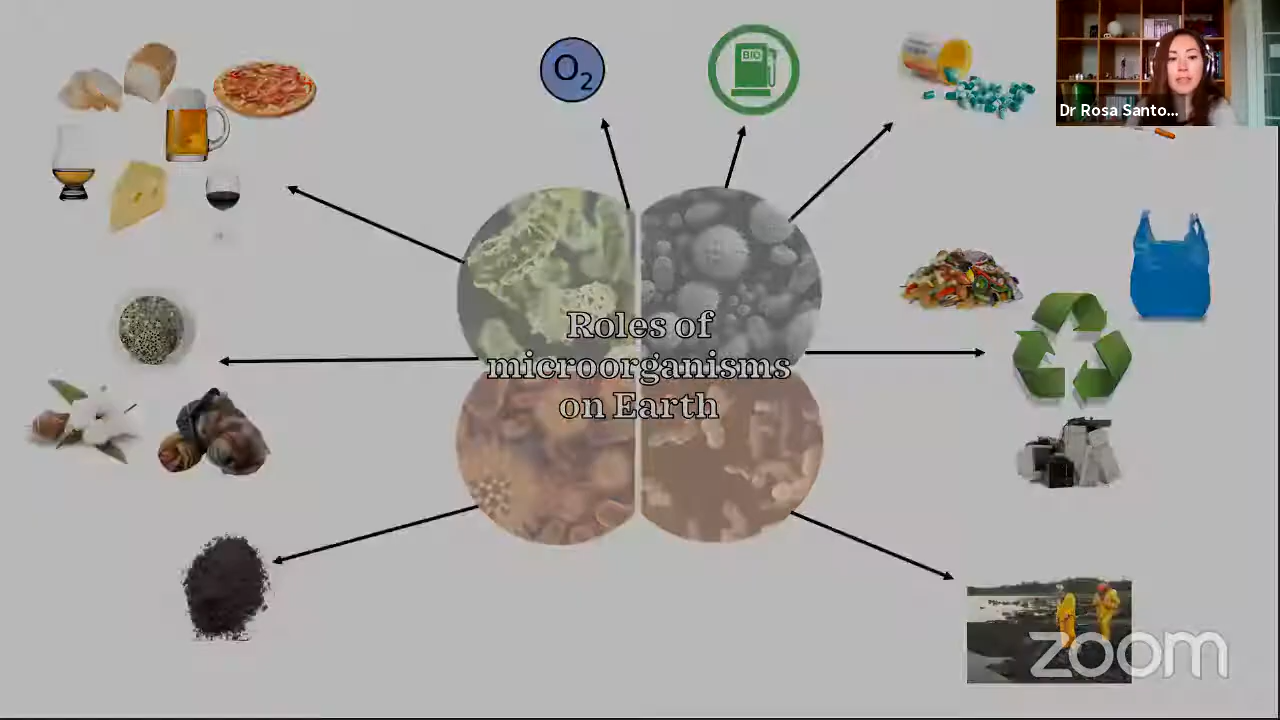 O2
BIO
Dr Rosa Santo...
Roles of
microorganisms
on Earth
zoom